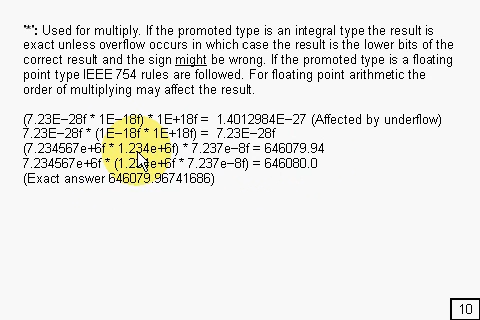 '*': Used for multiply. If the promoted type is an integral type the result is
exact unless overflow occurs in which case the result is the lower bits of the
correct result and the sign might be wrong. If the promoted type is a floating
point type IEEE 754 rules are followed. For floating point arithmetic the
order of multiplying may affect the result.
(7.23E−28f * 1E−18f) * 1E+18f = 1.4012984E−27 (Affected by underflow)
7.23E−28f * (1E−18f * 1E+18f) = 7.23E−28f
(7.234567e+6f * 1.234e+6f) * 7.237e−8f = 646079.94
7.234567e+6f * (1.234e+6f * 7.237e−8f) = 646080.0
(Exact answer 646079.96741686)
10